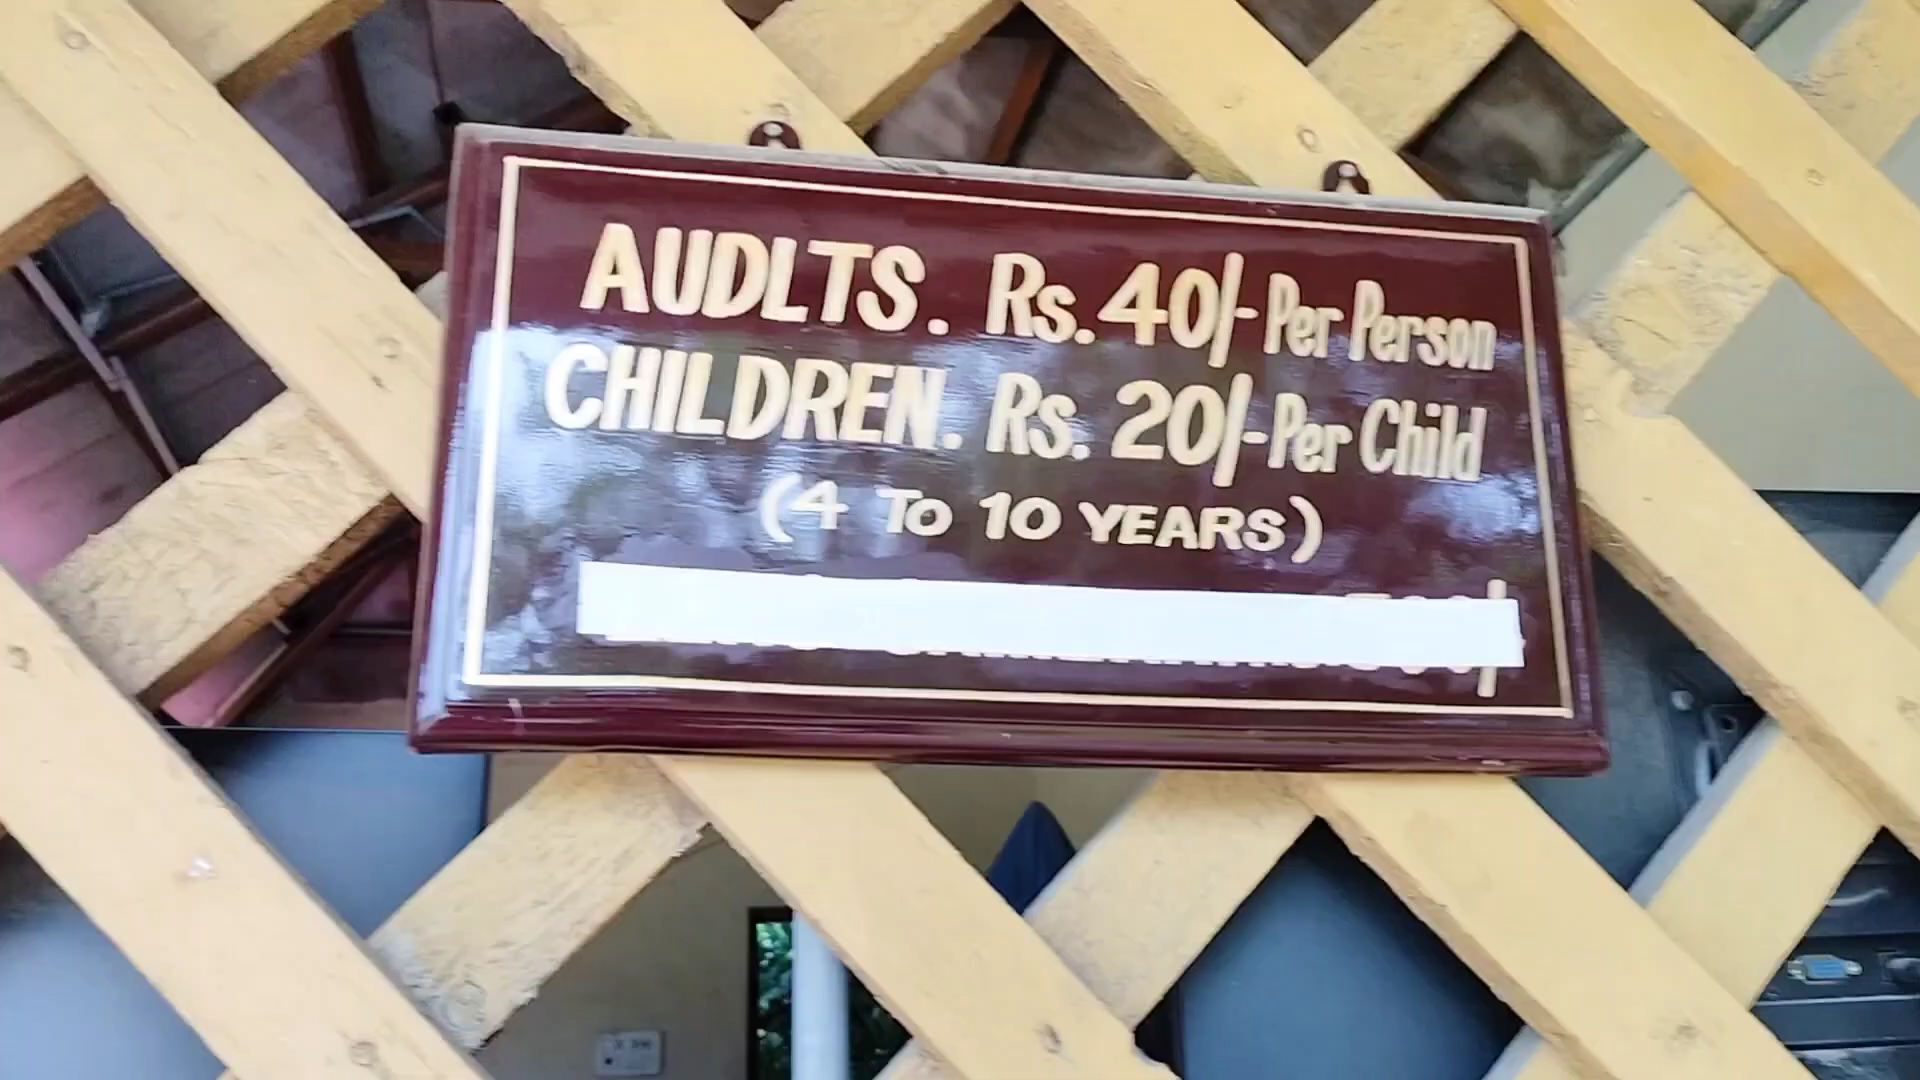 AUDLTS. Rs.40/- Per Person
CHILDREN. Rs. 20/- Per Child
(4 To 10 YEARS)